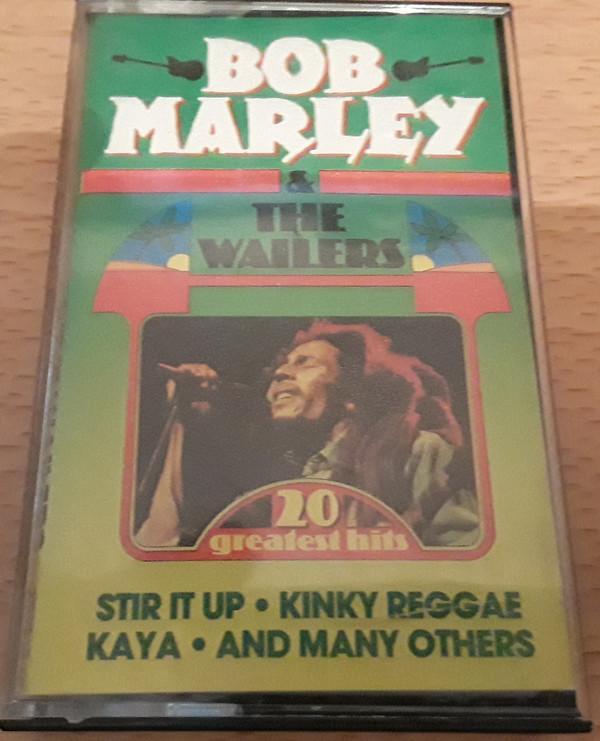 BOB
MARLEY
&
THE
WAILERS
20
greatest hits
STIR IT UP • KINKY REGGAE
KAYA • AND MANY OTHERS